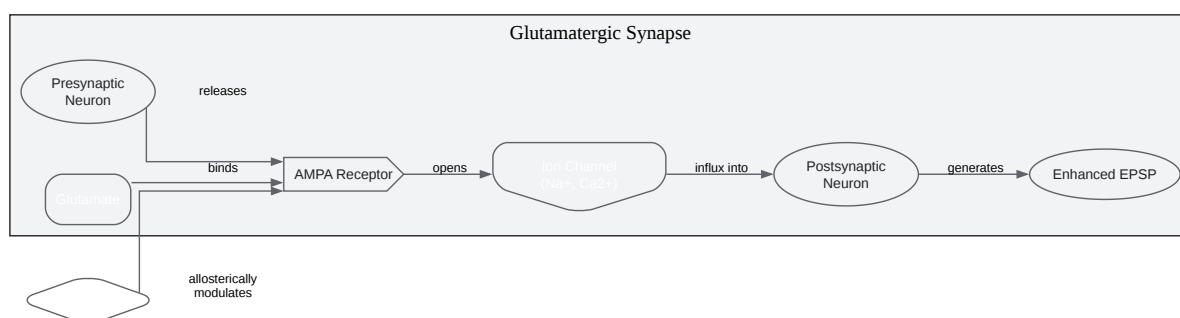 Glutamatergic Synapse
Presynaptic
Neuron
releases
binds
Glutamate
AMPA Receptor
opens
Ion Channel
(Na+, Ca2+)
influx into
Postsynaptic
Neuron
generates
Enhanced EPSP
allosterically
modulates